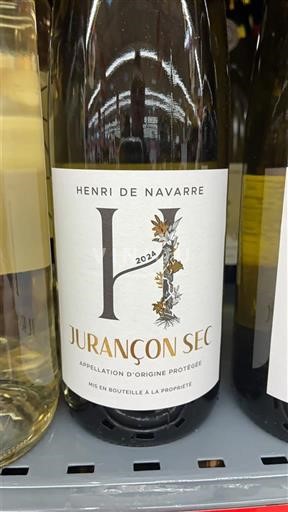 HENRI DE NAVARRE
H
2024
JURANÇON SEC
APPELLATION D'ORIGINE PROTÉGÉE
MIS EN BOUTEILLE À LA PROPRIÉTÉ